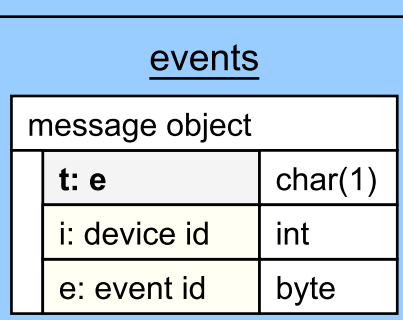 events
message object
t: e char(1)
i: device id int
e: event id byte